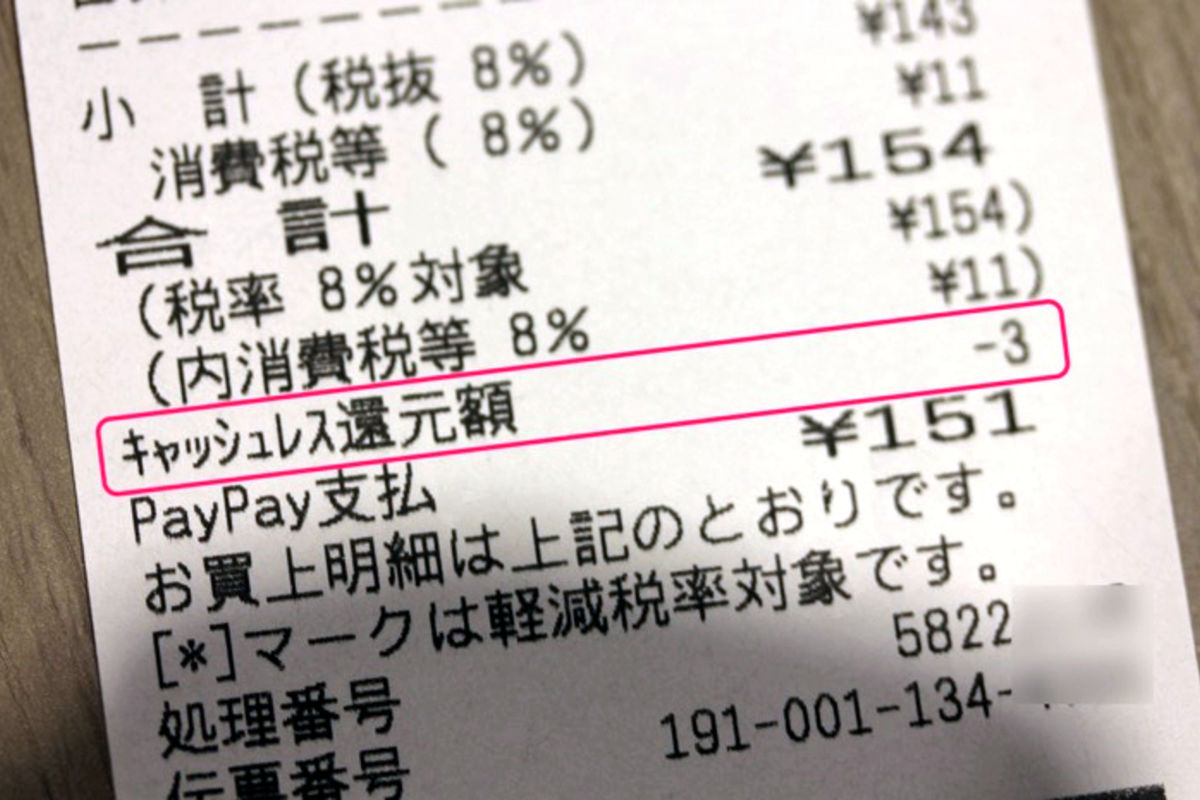 小　計(税抜 8%) ¥143
消費税等( 8%) ¥11
合　計 ¥154
(税率 8%対象 ¥154)
(内消費税等 8% ¥11)
ｷｬｯｼｭﾚｽ還元額 -3
PayPay支払 ¥151
お買上明細は上記のとおりです。
[*]マークは軽減税率対象です。
処理番号 5822
伝票番号 191-001-134-